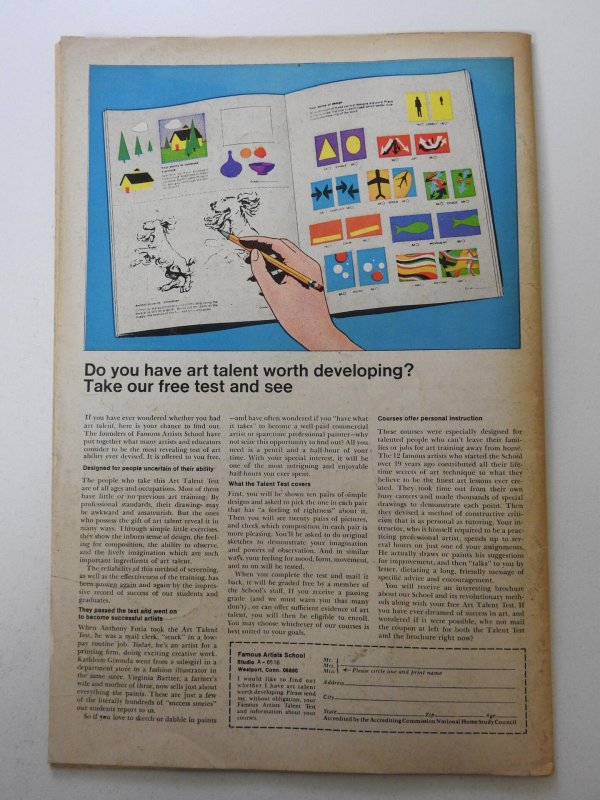 Your sense of design
Do you have art talent worth developing?
Take our free test and see
If you have ever wondered whether you had
art talent, here is your chance to find out.
The founders of Famous Artists School have
put together what many artists and educators
consider to be the most revealing test of art
ability ever devised. It is offered to you free.
Designed for people uncertain of their ability
The people who take this Art Talent Test
are of all ages and occupations. Most of them
have little or no previous art training. By
professional standards, their drawings may
be awkward and amateurish. But the ones
who possess the gift of art talent reveal it in
many ways. Through simple little exercises,
they show the inborn sense of design, the feel-
ing for composition, the ability to observe,
and the lively imagination which are such
important ingredients of art talent.
The reliability of this method of screening,
as well as the effectiveness of the training, has
been proven again and again by the impres-
sive record of success of our students and
graduates.
They passed the test and went on
to become successful artists
When Anthony Fotia took the Art Talent
Test, he was a mail clerk, "stuck" in a low-
pay routine job. Today, he's an artist for a
printing firm, doing exciting creative work.
Kathleen Gironda went from a salesgirl in a
department store to a fashion illustrator in
the same store. Virginia Bartter, a farmer's
wife and mother of three, now sells just about
everything she paints. These are just a few
of the literally hundreds of "success stories"
our students report to us.
So if you love to sketch or dabble in paints
—and have often wondered if you "have what
it takes" to become a well-paid commercial
artist or sparetime professional painter—why
not seize this opportunity to find out? All you
need is a pencil and a half-hour of your
time. With your special interest, it will be
one of the most intriguing and enjoyable
half-hours you ever spent.
What the Talent Test covers
First, you will be shown ten pairs of simple
designs and asked to pick the one in each pair
that has "a feeling of rightness" about it.
Then you will see twenty pairs of pictures,
and check which composition in each pair is
more pleasing. You'll be asked to do original
sketches to demonstrate your imagination
and powers of observation. And in similar
ways, your feeling for mood, form, movement,
and so on will be tested.
When you complete the test and mail it
back, it will be graded free by a member of
the School's staff. If you receive a passing
grade (and we must warn you that many
don't), or can offer sufficient evidence of art
talent, you will then be eligible to enroll.
You may choose whichever of our courses is
best suited to your goals.
Courses offer personal instruction
These courses were especially designed for
talented people who can't leave their fami-
lies or jobs for art training away from home.
The 12 famous artists who started the School
over 19 years ago contributed all their life-
time secrets of art technique to what they
believe to be the finest art lessons ever cre-
ated. They took time out from their own
busy careers and made thousands of special
drawings to demonstrate each point. Then
they devised a method of constructive criti-
cism that is as personal as tutoring. Your in-
structor, who is himself required to be a prac-
ticing professional artist, spends up to sev-
eral hours on just one of your assignments.
He actually draws or paints his suggestions
for improvement, and then "talks" to you by
letter, dictating a long, friendly message of
specific advice and encouragement.
You will receive an interesting brochure
about our School and its revolutionary meth-
ods along with your free Art Talent Test. If
you have ever dreamed of success in art, and
wondered if it were possible, why not mail
the coupon at left for both the Talent Test
and the brochure right now?
Famous Artists School
Studio A-
Westport, Conn. 06880
I would like to find out
whether I have art talent
worth developing. Please send
me, without obligation, your
Famous Artists Talent Test
and information about your
courses.
Mr.
Mrs.
Miss Please circle one and print name
Address
City
State Zip Age
Accredited by the Accrediting Commission National Home Study Council